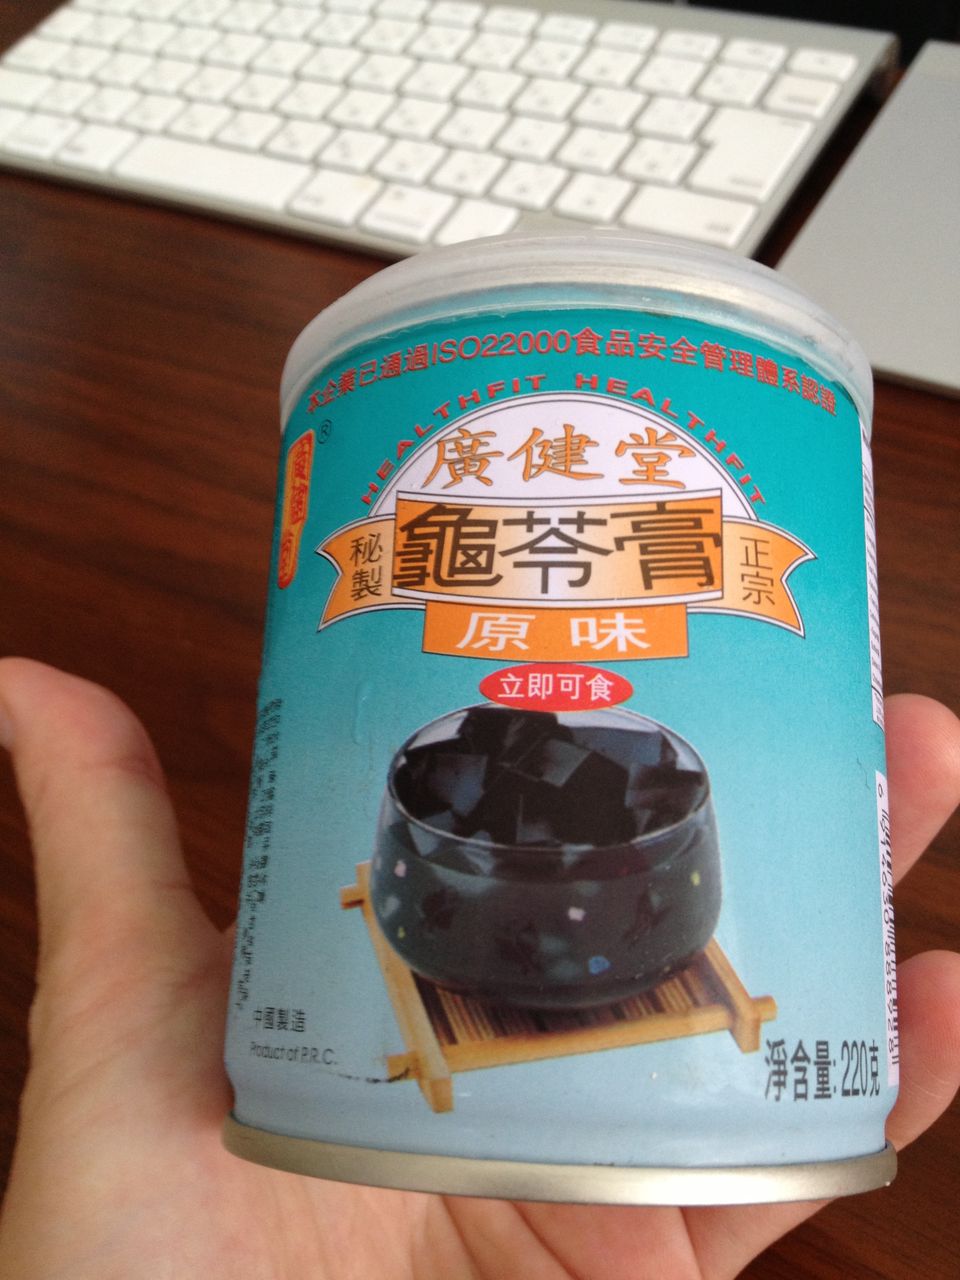 本企業已通過ISO22000食品安全管理體系認證
HEALTHFIT HEALTHFIT
®
廣健堂
秘製
龜苓膏
正宗
原味
立即可食
中國製造
Product of P.R.C.
淨含量: 220克